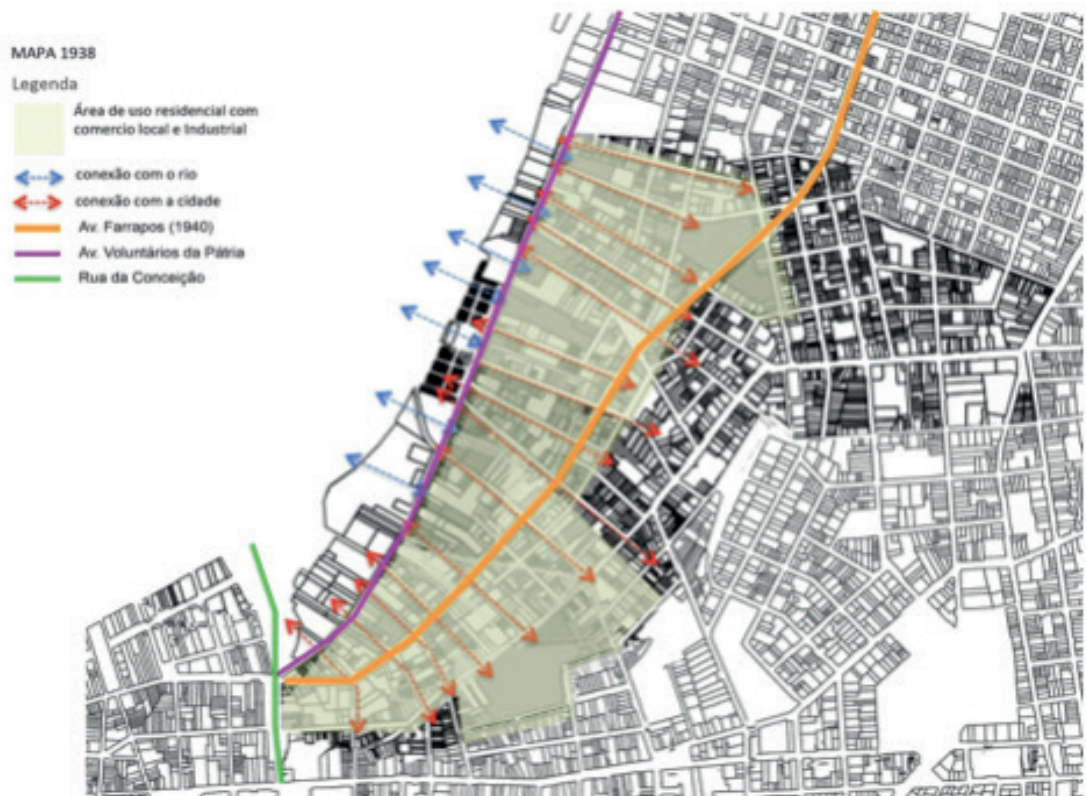 MAPA 1938
Legenda
Área de uso residencial com
comercio local e Industrial
conexão com o rio
conexão com a cidade
Av. Farrapos (1940)
Av. Voluntários da Pátria
Rua da Conceição